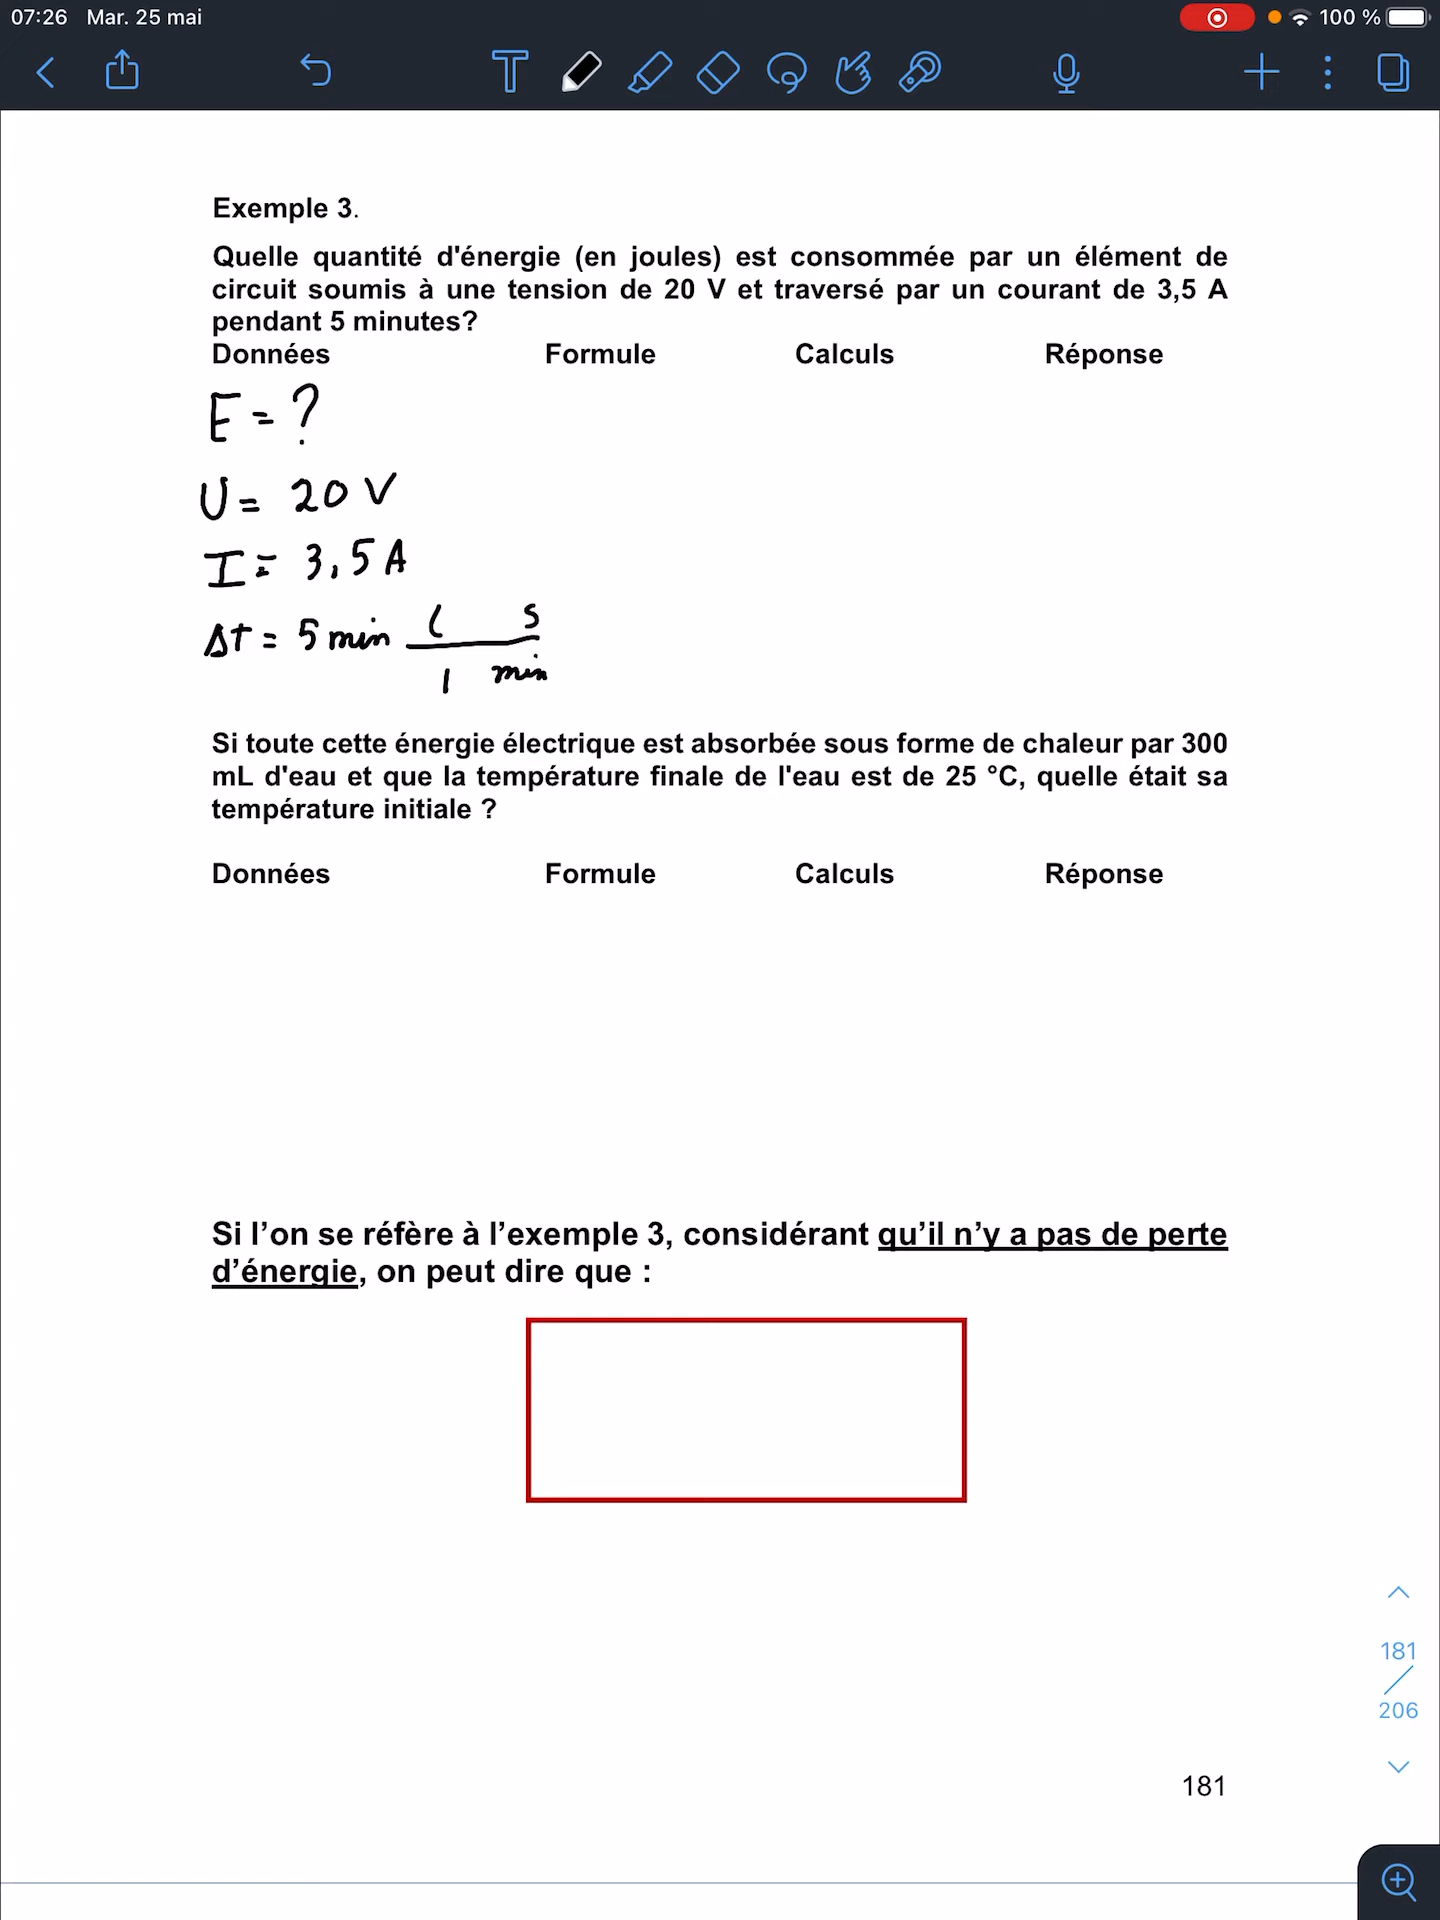 07:26 Mar. 25 mai 100 %
T
Exemple 3.
Quelle quantité d'énergie (en joules) est consommée par un élément de
circuit soumis à une tension de 20 V et traversé par un courant de 3,5 A
pendant 5 minutes?
Données Formule Calculs Réponse
E = ?
U = 20 V
I = 3,5 A
Δt = 5 min s
1 min
Si toute cette énergie électrique est absorbée sous forme de chaleur par 300
mL d'eau et que la température finale de l'eau est de 25 °C, quelle était sa
température initiale ?
Données Formule Calculs Réponse
Si l’on se réfère à l’exemple 3, considérant qu’il n’y a pas de perte
d’énergie, on peut dire que :
181
206
181